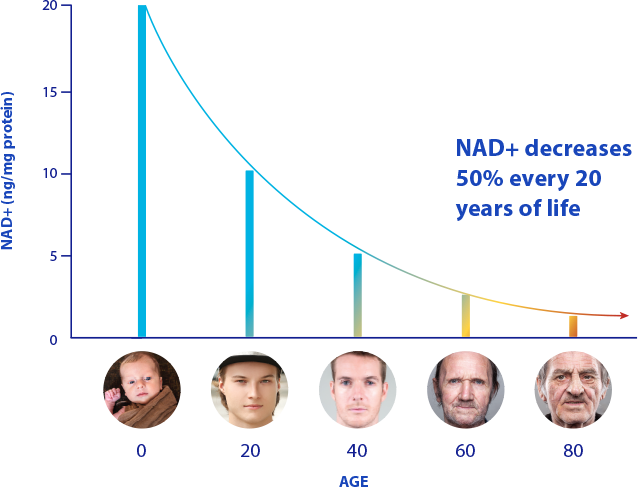 20
15
10
5
0
NAD+ (ng/mg protein)
NAD+ decreases
50% every 20
years of life
0
20
40
60
80
AGE